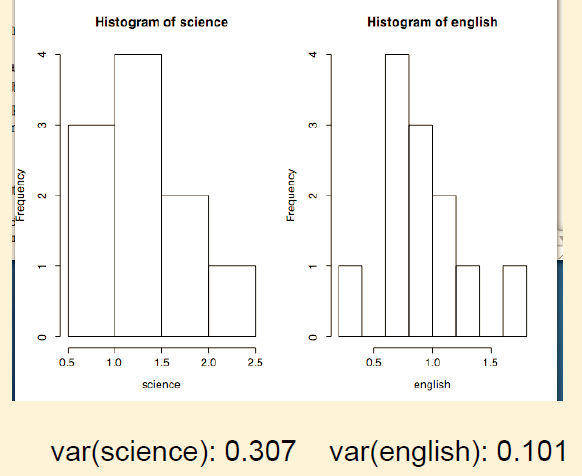 Histogram of science
Frequency
4
3
2
1
0
0.5 1.0 1.5 2.0 2.5
science
Histogram of english
Frequency
4
3
2
1
0
0.5 1.0 1.5
english
var(science): 0.307 var(english): 0.101